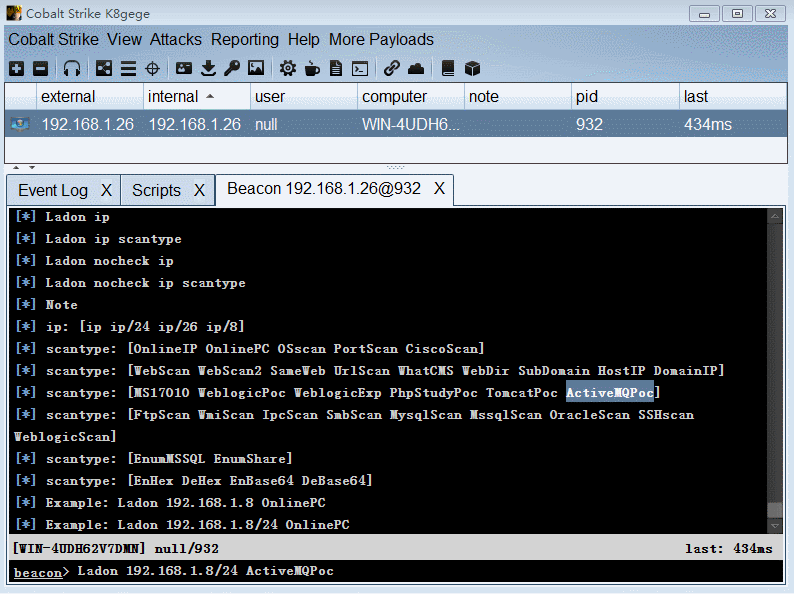 Cobalt Strike K8gege
Cobalt Strike View Attacks Reporting Help More Payloads
external internal user computer note pid last
192.168.1.26 192.168.1.26 null WIN-4UDH6... 932 434ms
Event Log X Scripts X Beacon 192.168.1.26@932 X
[*] Ladon ip
[*] Ladon ip scantype
[*] Ladon nocheck ip
[*] Ladon nocheck ip scantype
[*] Note
[*] ip: [ip ip/24 ip/26 ip/8]
[*] scantype: [OnlineIP OnlinePC OSscan PortScan CiscoScan]
[*] scantype: [WebScan WebScan2 SameWeb UrlScan WhatCMS WebDir SubDomain HostIP DomainIP]
[*] scantype: [MS17010 WeblogicPoc WeblogicExp PhpStudyPoc TomcatPoc ActiveMQPoc]
[*] scantype: [FtpScan WmiScan IpcScan SmbScan MysqlScan MssqlScan OracleScan SSHscan
WeblogicScan]
[*] scantype: [EnumMSSQL EnumShare]
[*] scantype: [EnHex DeHex EnBase64 DeBase64]
[*] Example: Ladon 192.168.1.8 OnlinePC
[*] Example: Ladon 192.168.1.8/24 OnlinePC
[WIN-4UDH62V7DMN] null/932 last: 434ms
beacon> Ladon 192.168.1.8/24 ActiveMQPoc